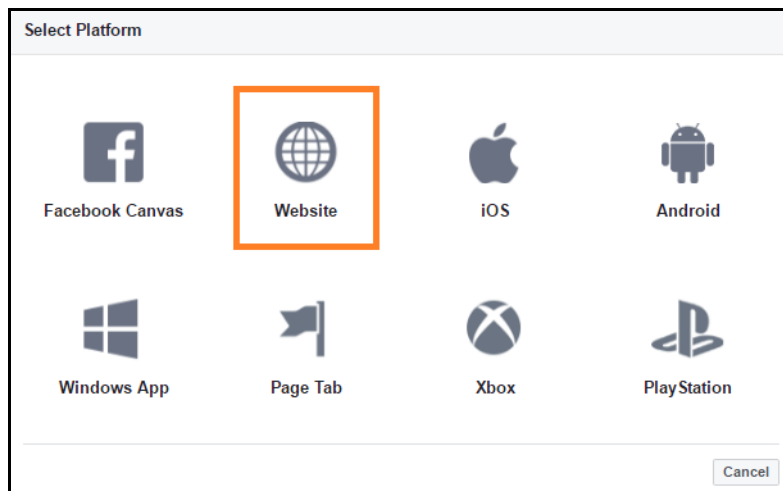 Select Platform
Facebook Canvas
Website
iOS
Android
Windows App
Page Tab
Xbox
PlayStation
Cancel